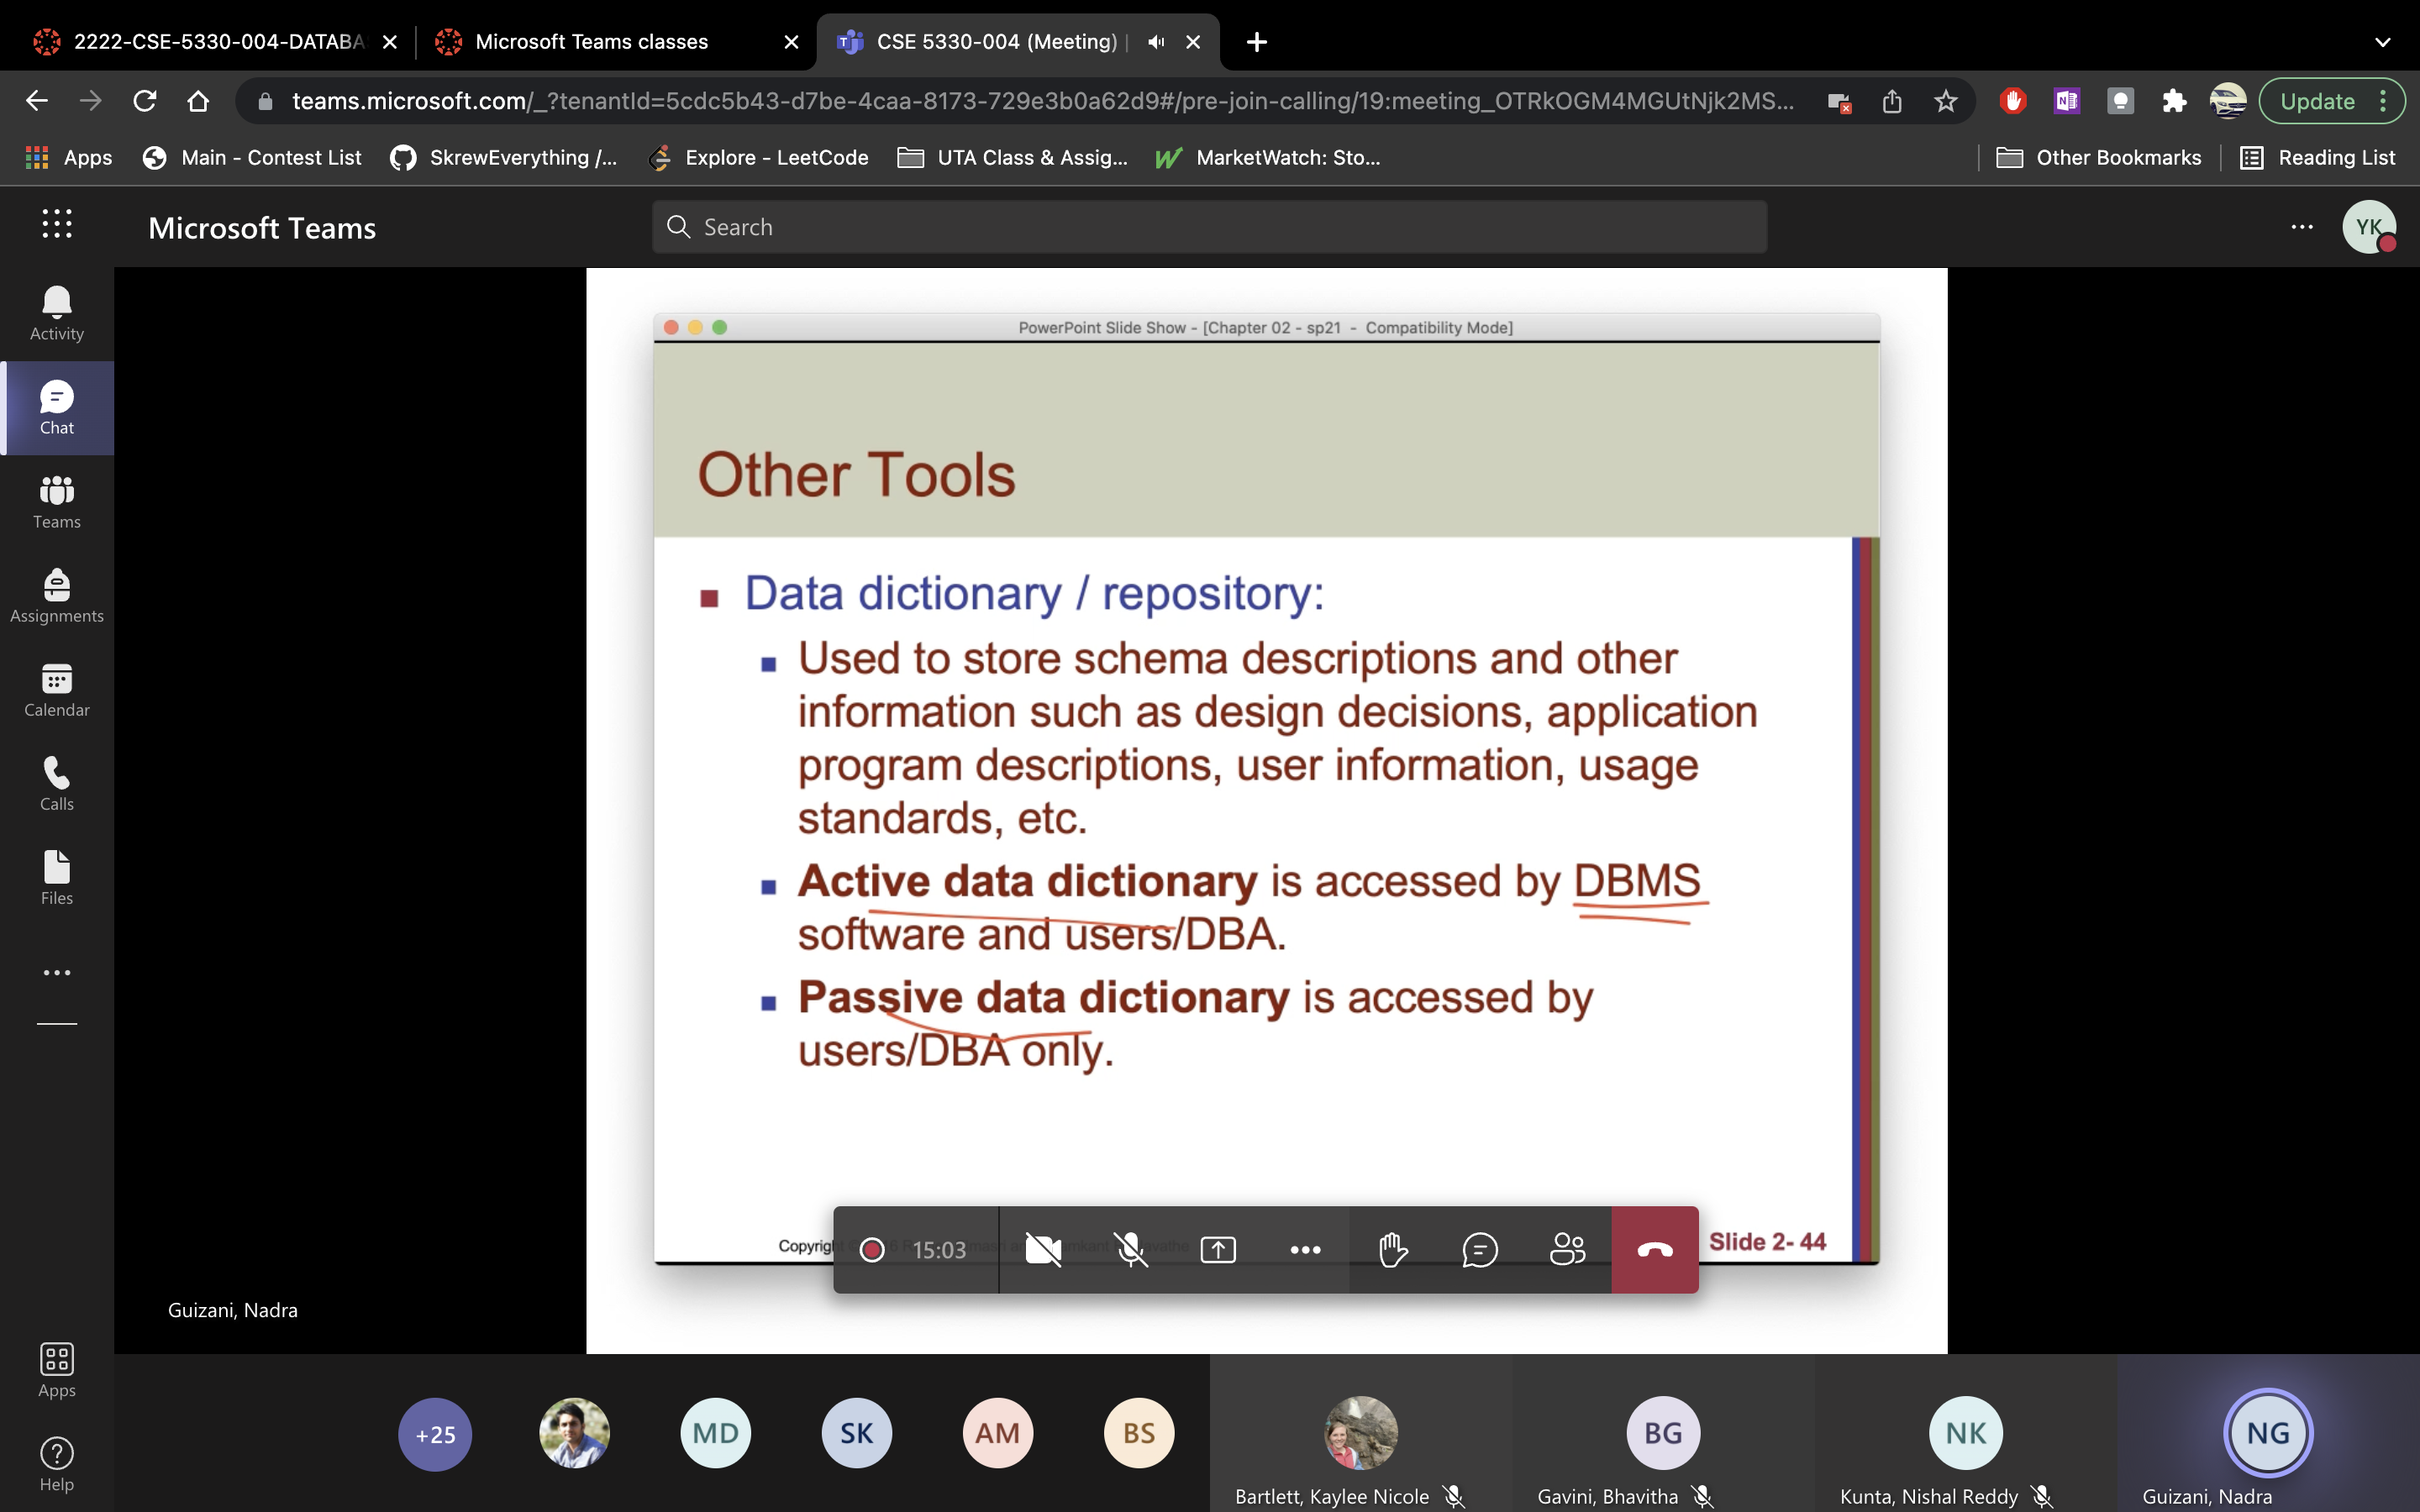 2222-CSE-5330-004-DATABA
Microsoft Teams classes
CSE 5330-004 (Meeting) |
teams.microsoft.com/_?tenantId=5cdc5b43-d7be-4caa-8173-729e3b0a62d9#/pre-join-calling/19:meeting_OTRkOGM4MGUtNjk2MS...
Update
Apps
Main - Contest List
SkrewEverything /...
Explore - LeetCode
UTA Class & Assig...
MarketWatch: Sto...
Other Bookmarks
Reading List
Microsoft Teams
Search
YK
Activity
Chat
Teams
Assignments
Calendar
Calls
Files
Apps
Help
PowerPoint Slide Show - [Chapter 02 - sp21 - Compatibility Mode]
Other Tools
Data dictionary / repository:
Used to store schema descriptions and other
information such as design decisions, application
program descriptions, user information, usage
standards, etc.
Active data dictionary is accessed by DBMS
software and users/DBA.
Passive data dictionary is accessed by
users/DBA only.
15:03
Slide 2- 44
Guizani, Nadra
+25
MD
SK
AM
BS
BG
NK
NG
Bartlett, Kaylee Nicole
Gavini, Bhavitha
Kunta, Nishal Reddy
Guizani, Nadra